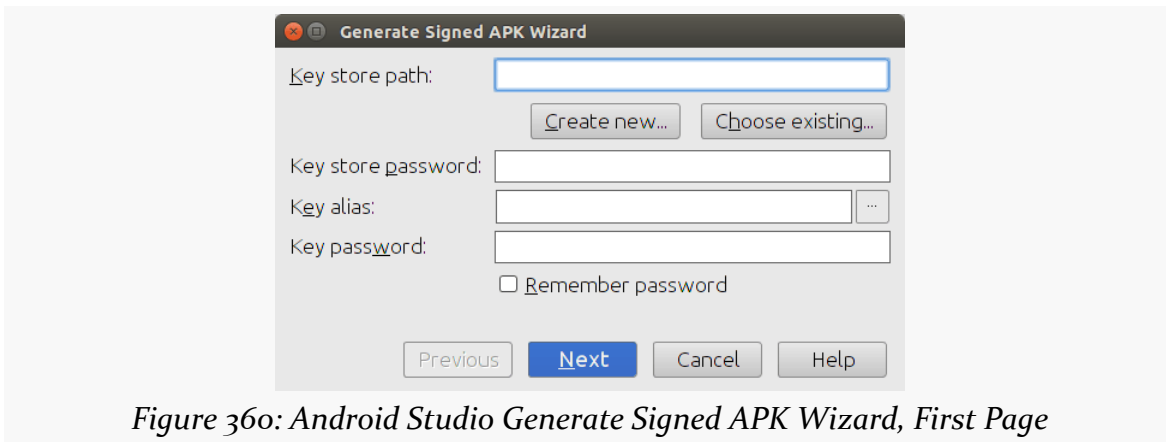 Generate Signed APK Wizard
Key store path:
Create new... Choose existing...
Key store password:
Key alias: ...
Key password:
Remember password
Previous Next Cancel Help
Figure 360: Android Studio Generate Signed APK Wizard, First Page